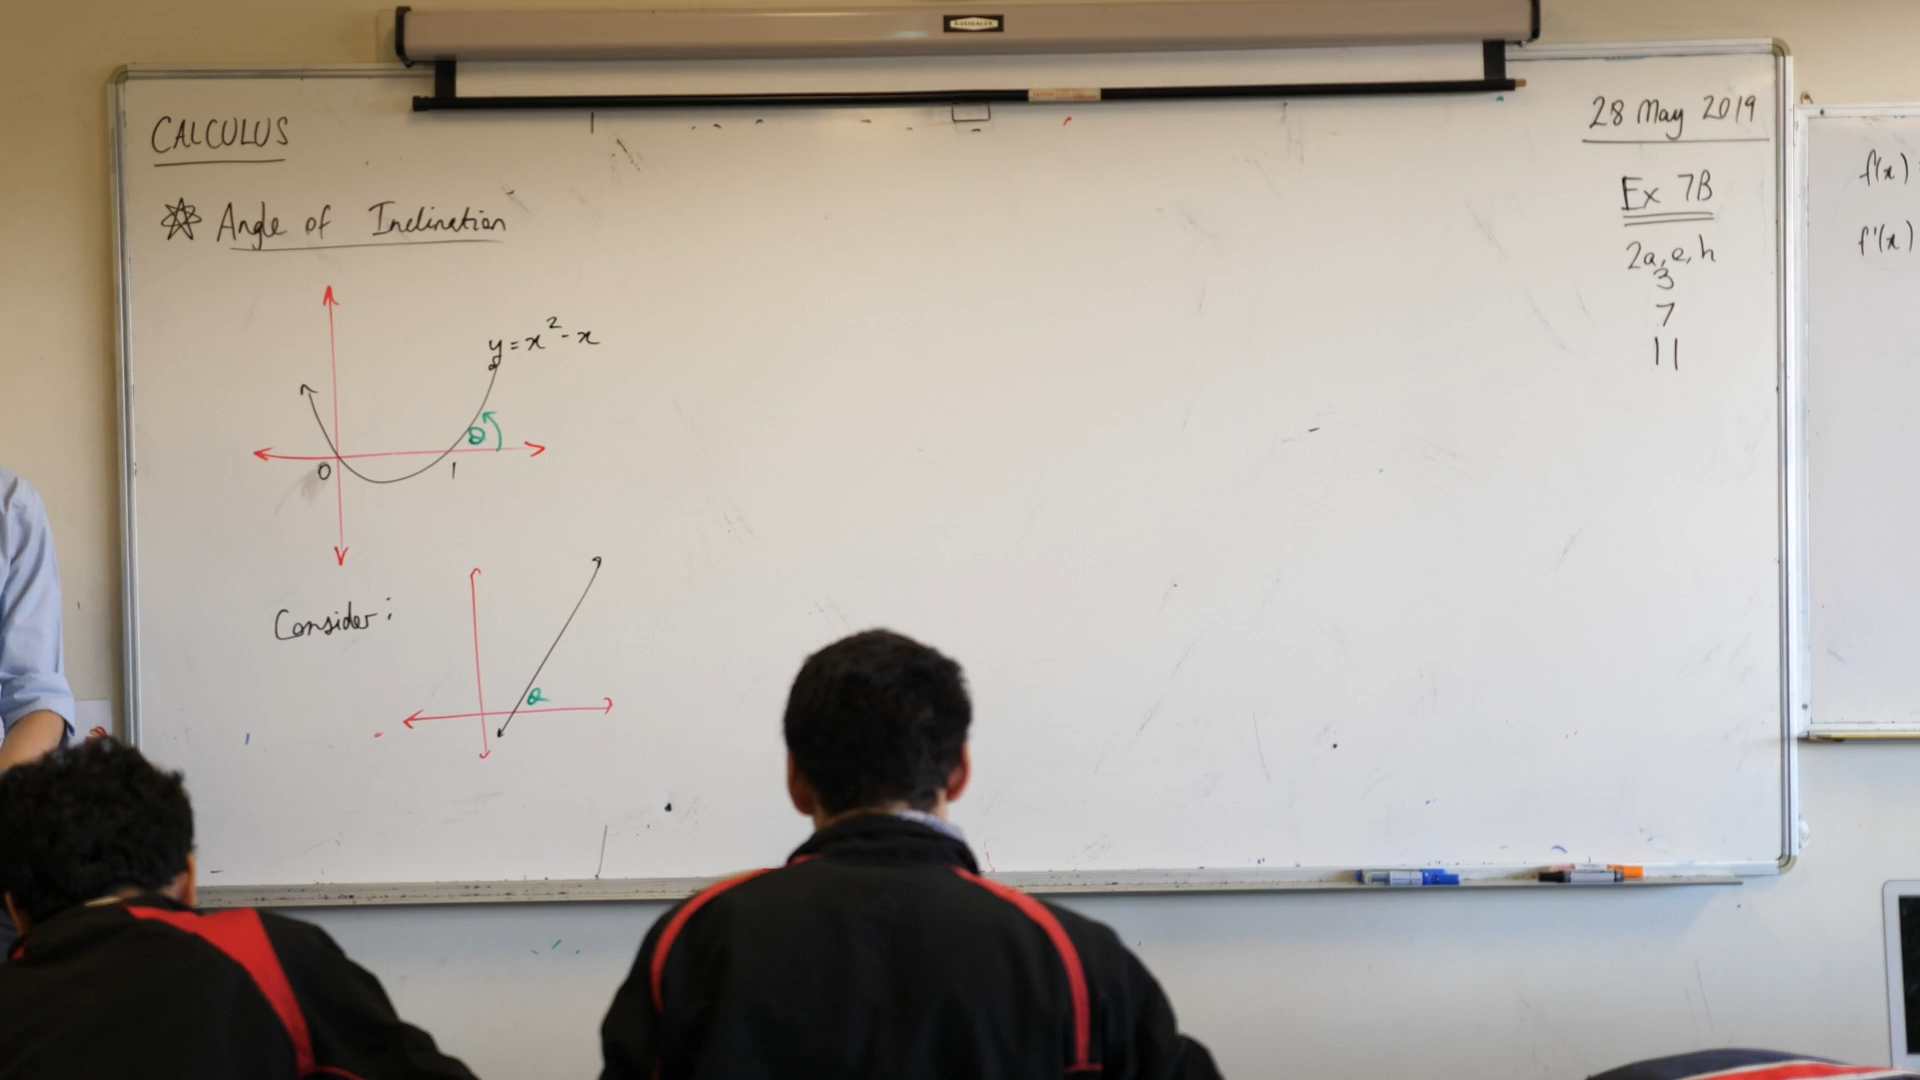 CALCULUS
28 May 2019
Angle of Inclination
y = x² - x
θ
0
1
Consider:
θ
Ex 7B
2a, e, h
3
7
11
f(x)
f'(x)